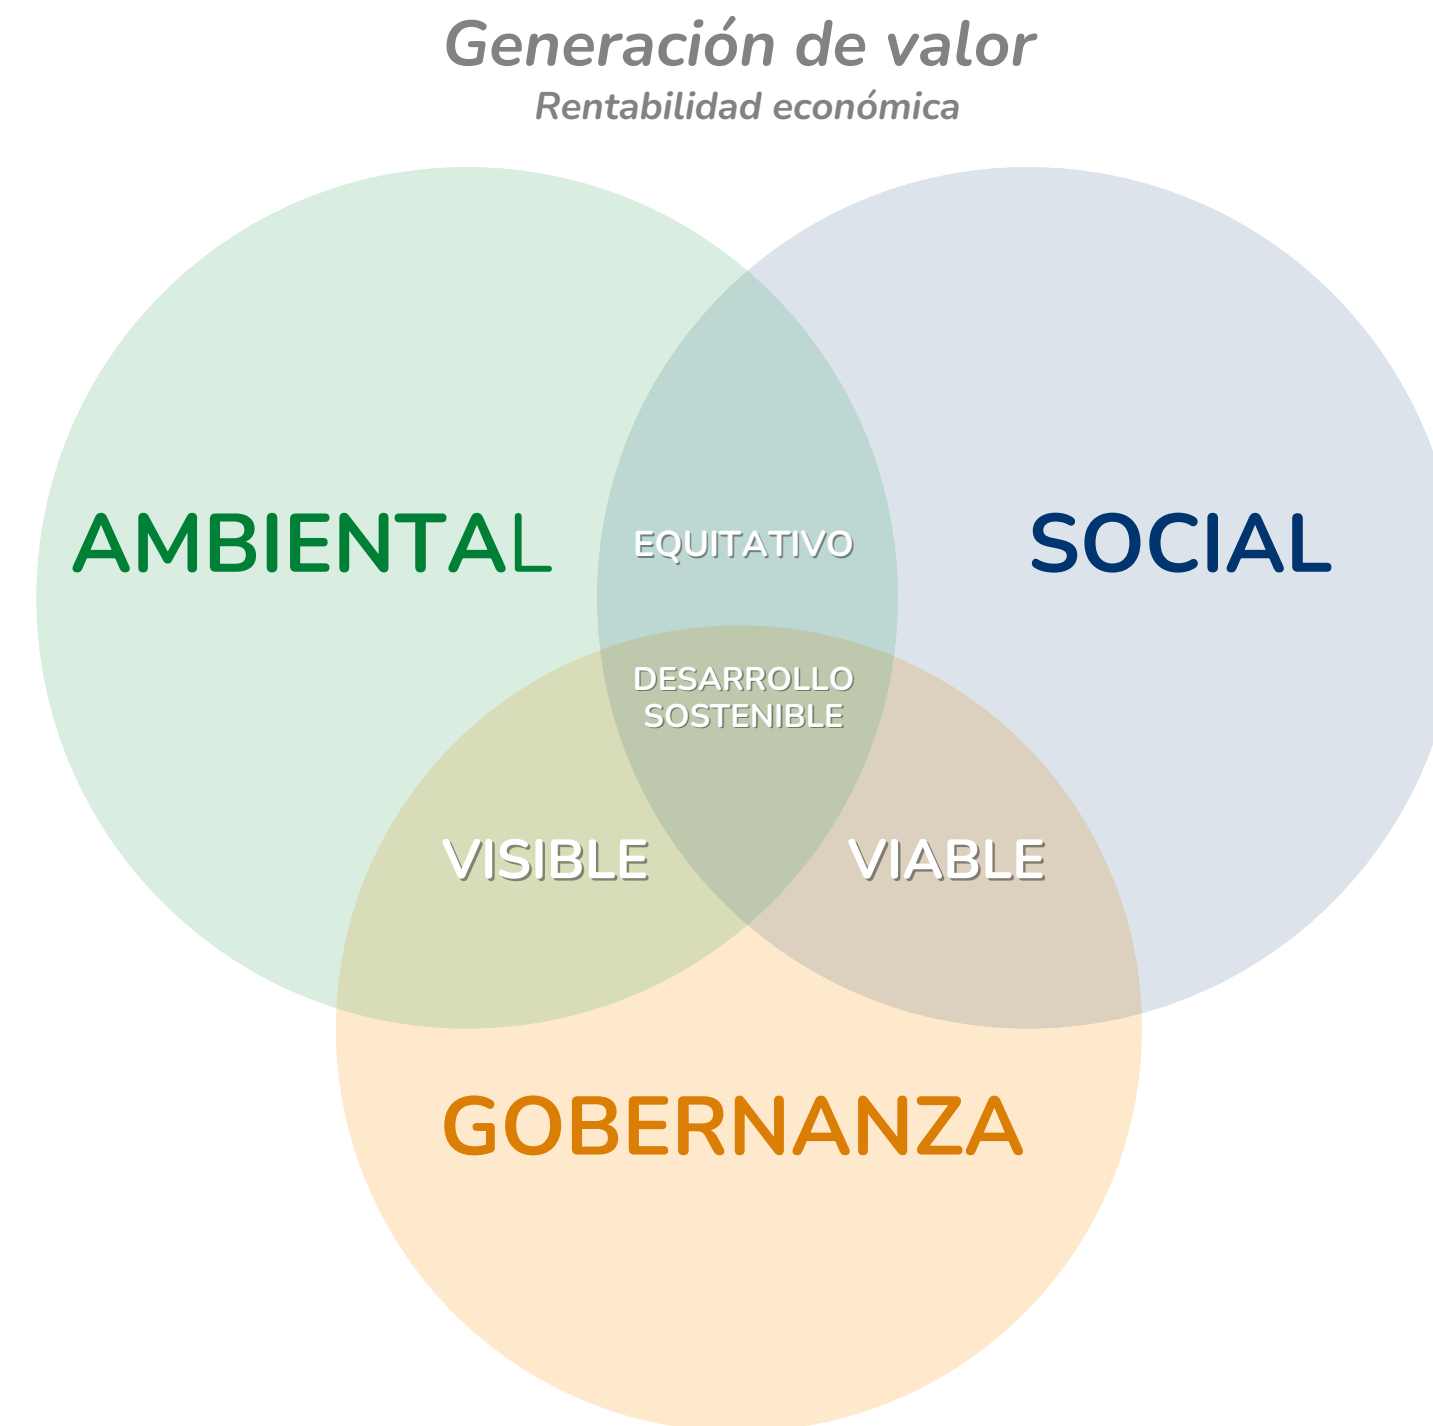 Generación de valor
Rentabilidad económica
AMBIENTAL
EQUITATIVO
SOCIAL
DESARROLLO
SOSTENIBLE
VISIBLE
VIABLE
GOBERNANZA